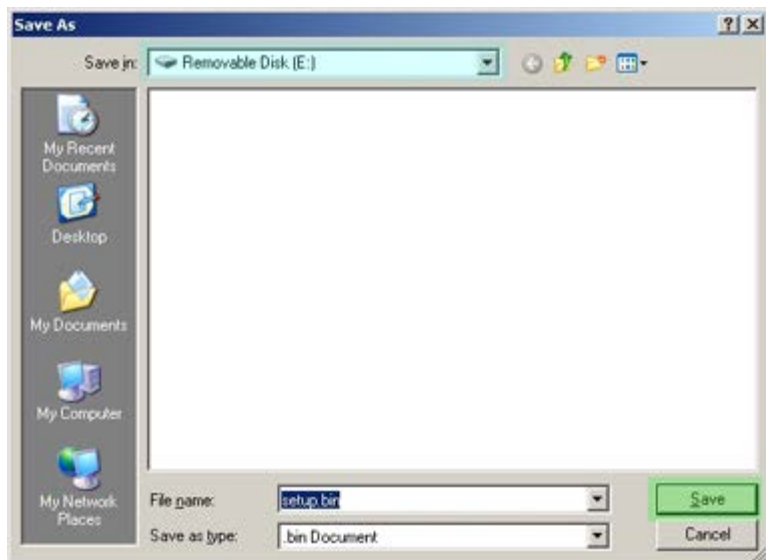 Save As
Save in: Removable Disk (E:)
My Recent
Documents
Desktop
My Documents
My Computer
My Network
Places
File name: setup.bin Save
Save as type: .bin Document Cancel